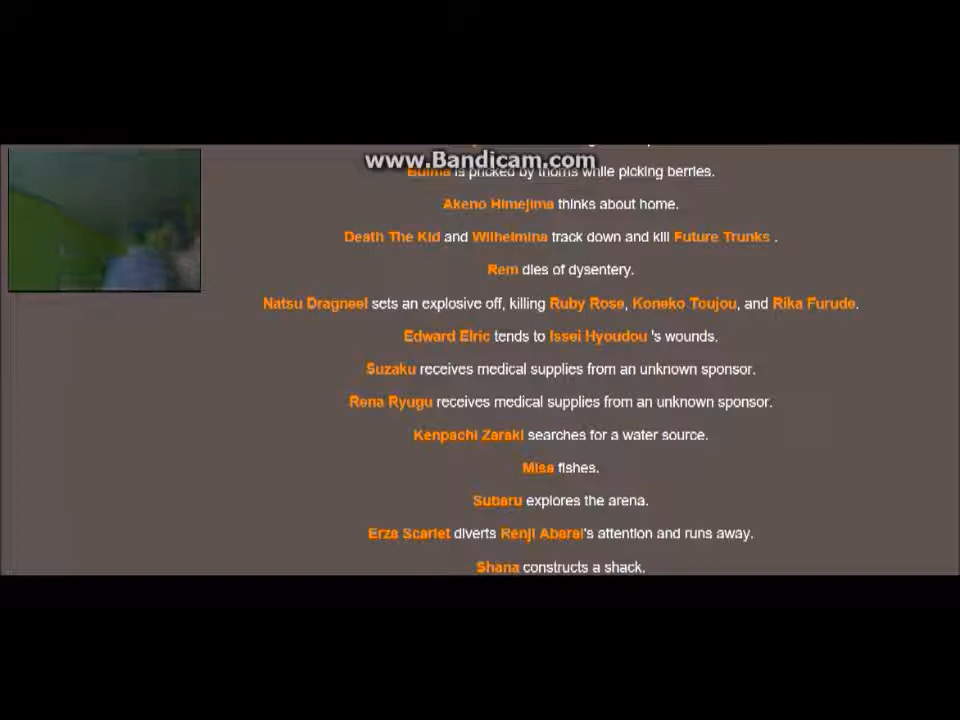 www.Bandicam.com
Bulma is pricked by thorns while picking berries.
Akeno Himejima thinks about home.
Death The Kid and Wilhelmina track down and kill Future Trunks .
Rem dies of dysentery.
Natsu Dragneel sets an explosive off, killing Ruby Rose, Koneko Toujou, and Rika Furude.
Edward Elric tends to Issei Hyoudou 's wounds.
Suzaku receives medical supplies from an unknown sponsor.
Rena Ryugu receives medical supplies from an unknown sponsor.
Kenpachi Zaraki searches for a water source.
Misa fishes.
Subaru explores the arena.
Erza Scarlet diverts Renji Abarai's attention and runs away.
Shana constructs a shack.